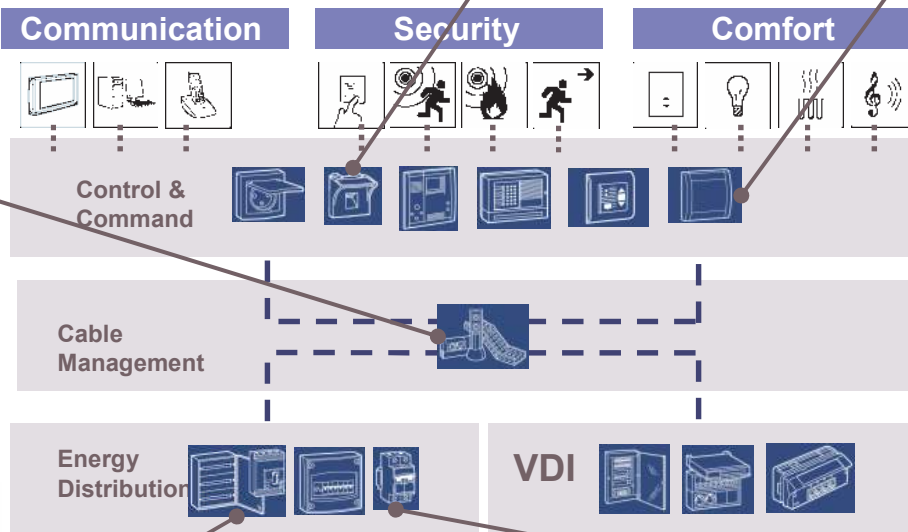 Communication
Security
Comfort
Control &
Command
Cable
Management
Energy
Distribution
VDI